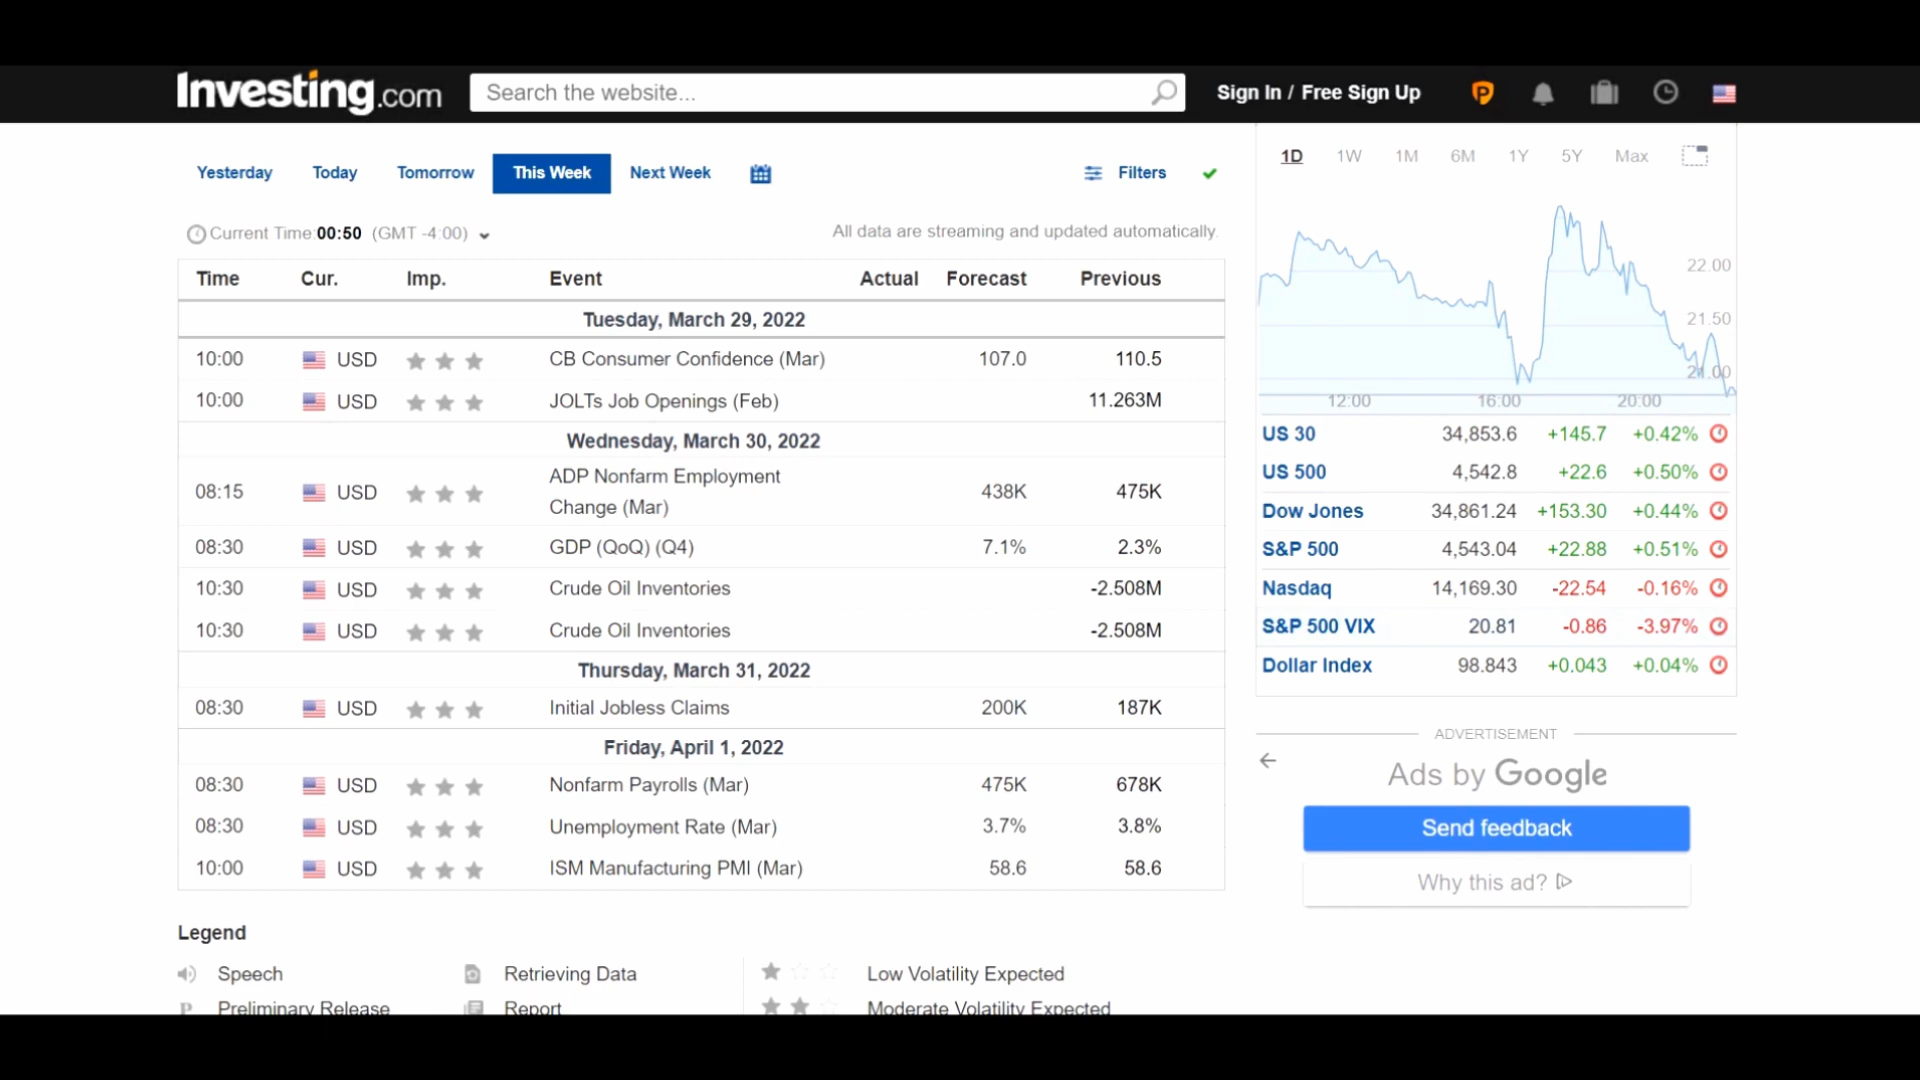 Investing.com
Search the website...
Sign In / Free Sign Up
Yesterday Today Tomorrow This Week Next Week Filters
Current Time:00:50 (GMT -4:00) All data are streaming and updated automatically.
Time Cur. Imp. Event Actual Forecast Previous
Tuesday, March 29, 2022
10:00 USD CB Consumer Confidence (Mar) 107.0 110.5
10:00 USD JOLTs Job Openings (Feb) 11.263M
Wednesday, March 30, 2022
08:15 USD ADP Nonfarm Employment
Change (Mar) 438K 475K
08:30 USD GDP (QoQ) (Q4) 7.1% 2.3%
10:30 USD Crude Oil Inventories -2.508M
10:30 USD Crude Oil Inventories -2.508M
Thursday, March 31, 2022
08:30 USD Initial Jobless Claims 200K 187K
Friday, April 1, 2022
08:30 USD Nonfarm Payrolls (Mar) 475K 678K
08:30 USD Unemployment Rate (Mar) 3.7% 3.8%
10:00 USD ISM Manufacturing PMI (Mar) 58.6 58.6
Legend
Speech Retrieving Data Low Volatility Expected
Preliminary Release Report Moderate Volatility Expected
1D 1W 1M 6M 1Y 5Y Max
22.00
21.50
21.00
12:00 16:00 20:00
US 30 34,853.6 +145.7 +0.42%
US 500 4,542.8 +22.6 +0.50%
Dow Jones 34,861.24 +153.30 +0.44%
S&P 500 4,543.04 +22.88 +0.51%
Nasdaq 14,169.30 -22.54 -0.16%
S&P 500 VIX 20.81 -0.86 -3.97%
Dollar Index 98.843 +0.043 +0.04%
ADVERTISEMENT
Ads by Google
Send feedback
Why this ad?